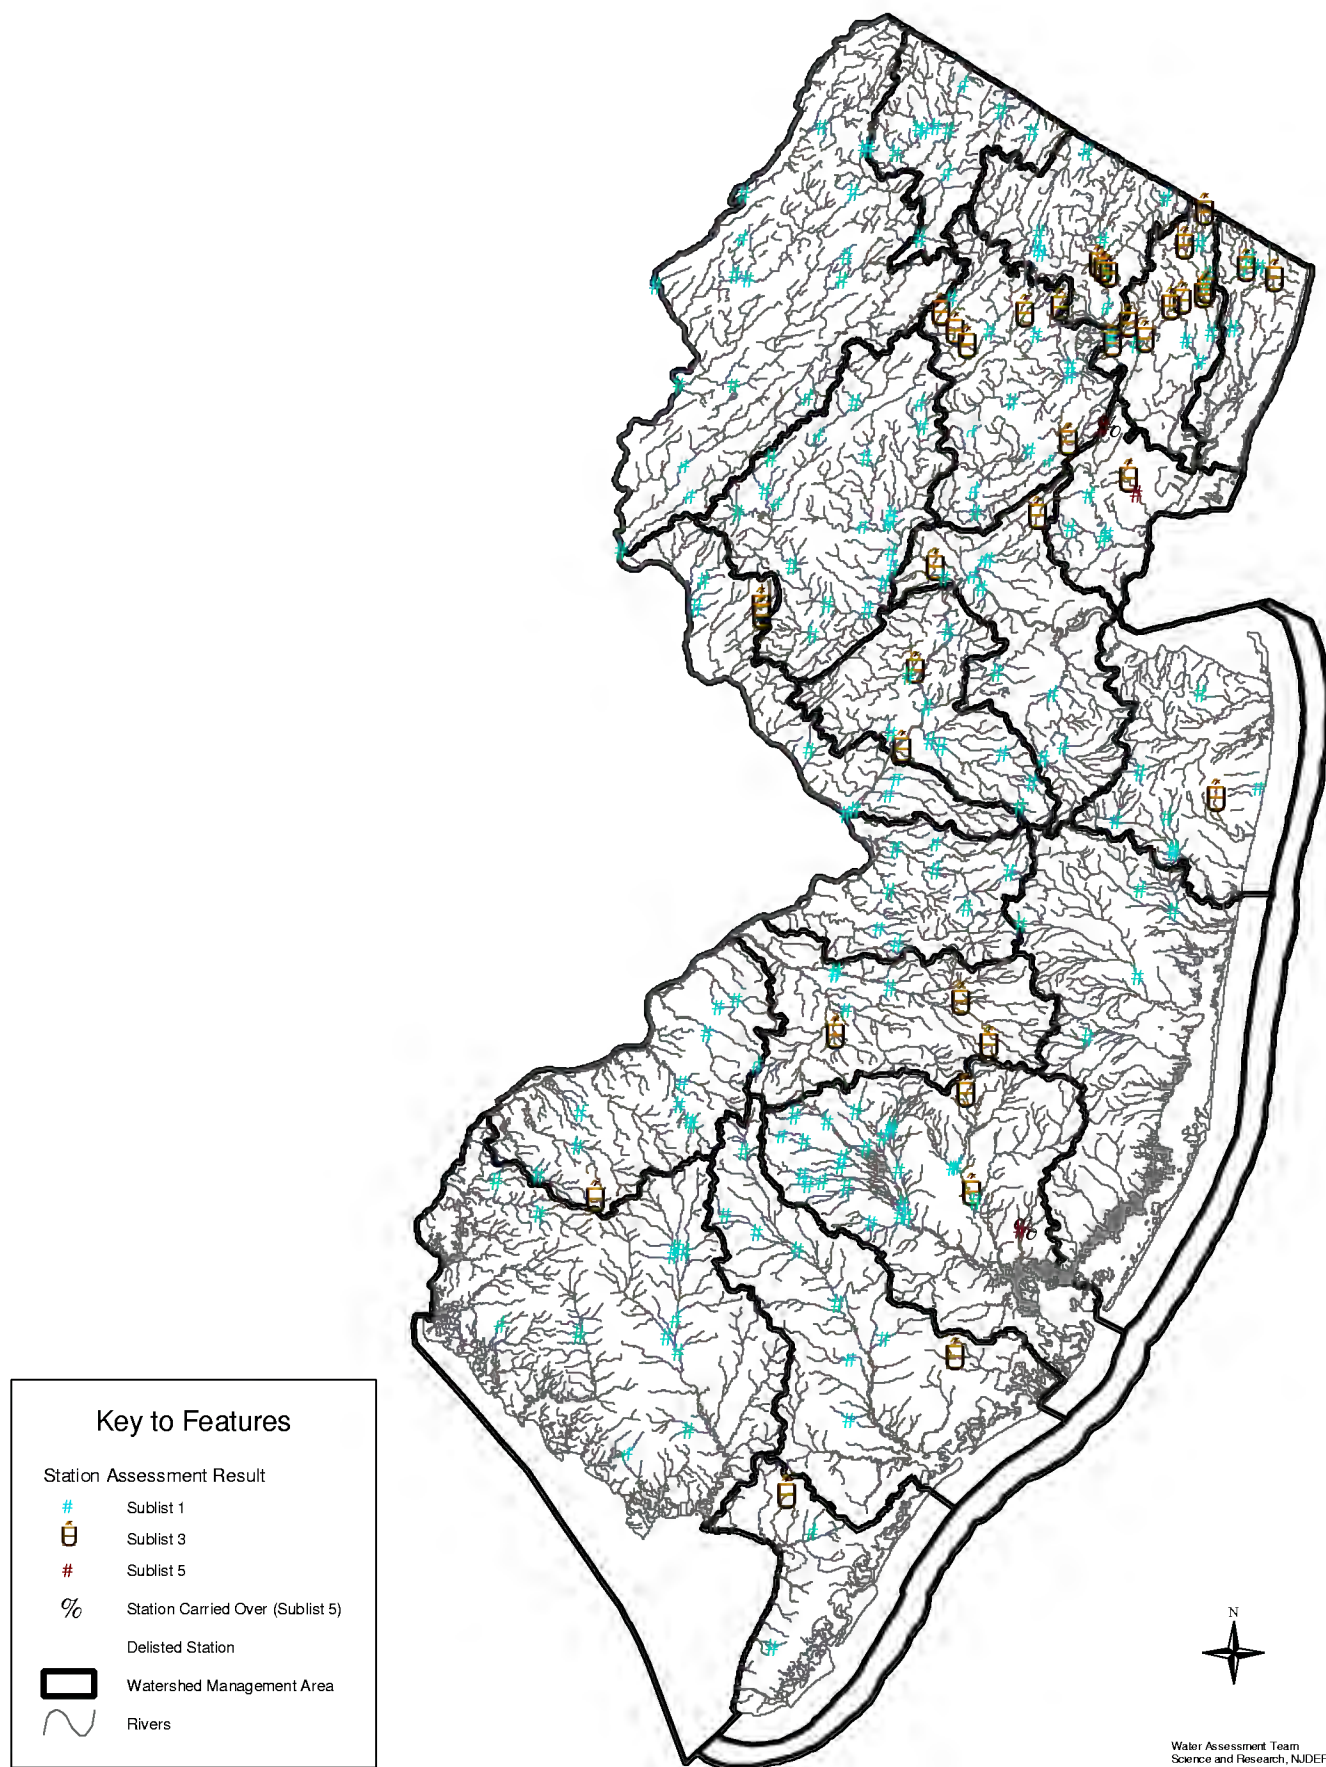 Key to Features
Station Assessment Result
# Sublist 1
Sublist 3
# Sublist 5
% Station Carried Over (Sublist 5)
Delisted Station
Watershed Management Area
Rivers
N
Water Assessment Team
Science and Research, NJDEP